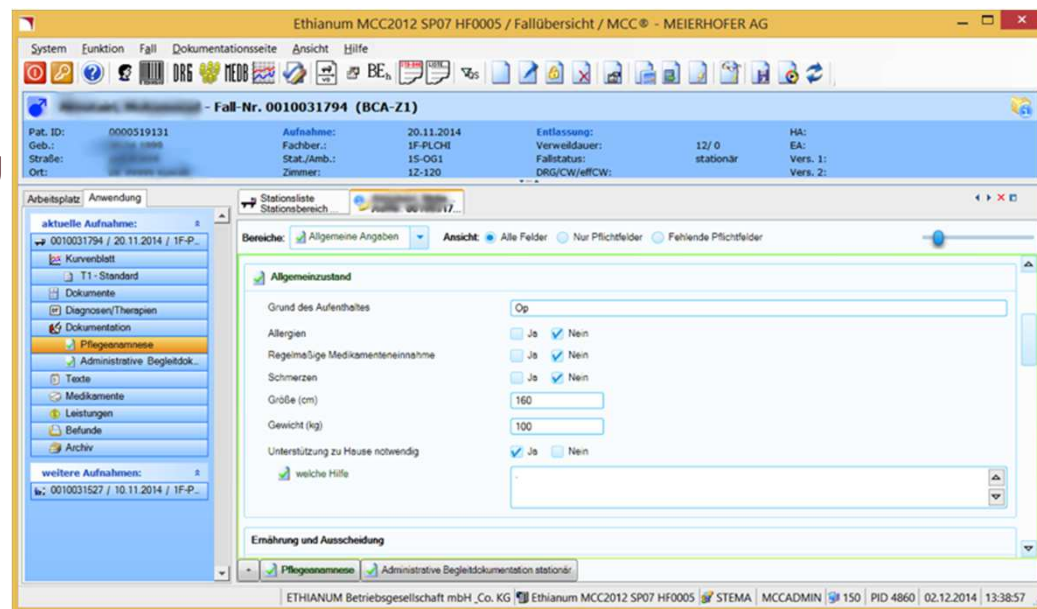 Ethianum MCC2012 SP07 HF0005 / Fallübersicht / MCC® - MEIERHOFER AG
System Funktion Fall Dokumentationsseite Ansicht Hilfe
DRG MEDB BEh VGS
- Fall-Nr. 0010031794 (BCA-Z1)
Pat. ID: 0000519131 Aufnahme: 20.11.2014 Entlassung: HA:
Geb.: Fachber.: 1F-PLCHI Verweildauer: 12/ 0 EA:
Straße: Stat./Amb.: 1S-OG1 Fallstatus: stationär Vers. 1:
Ort: Zimmer: 1Z-120 DRG/CW/effCW: Vers. 2:
Arbeitsplatz Anwendung
aktuelle Aufnahme:
0010031794 / 20.11.2014 / 1F-P...
Kurvenblatt
T1 - Standard
Dokumente
Diagnosen/Therapien
Dokumentation
Pflegeanamnese
Administrative Begleitdok...
Texte
Medikamente
Leistungen
Befunde
Archiv
weitere Aufnahmen:
0010031527 / 10.11.2014 / 1F-P...
Stationsliste
Stationsbereich ...
Bereiche: Allgemeine Angaben Ansicht: Alle Felder Nur Pflichtfelder Fehlende Pflichtfelder
Allgemeinzustand
Grund des Aufenthaltes Op
Allergien Ja Nein
Regelmäßige Medikamenteneinnahme Ja Nein
Schmerzen Ja Nein
Größe (cm) 160
Gewicht (kg) 100
Unterstützung zu Hause notwendig Ja Nein
welche Hilfe .
Ernährung und Ausscheidung
Pflegeanamnese Administrative Begleitdokumentation stationär
ETHIANUM Betriebsgesellschaft mbH _Co. KG Ethianum MCC2012 SP07 HF0005 STEMA MCCADMIN 150 PID 4860 02.12.2014 13:38:57